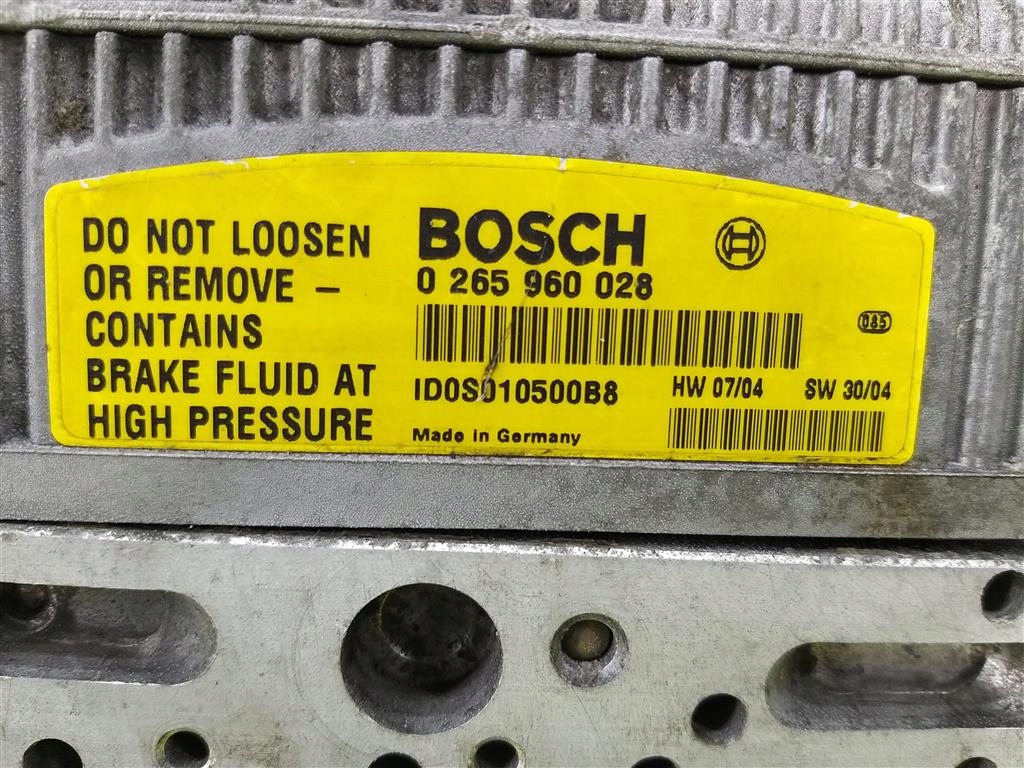 DO NOT LOOSEN
OR REMOVE –
CONTAINS
BRAKE FLUID AT
HIGH PRESSURE
BOSCH
0 265 960 028
085
ID0S010500B8
HW 07/04 SW 30/04
Made in Germany